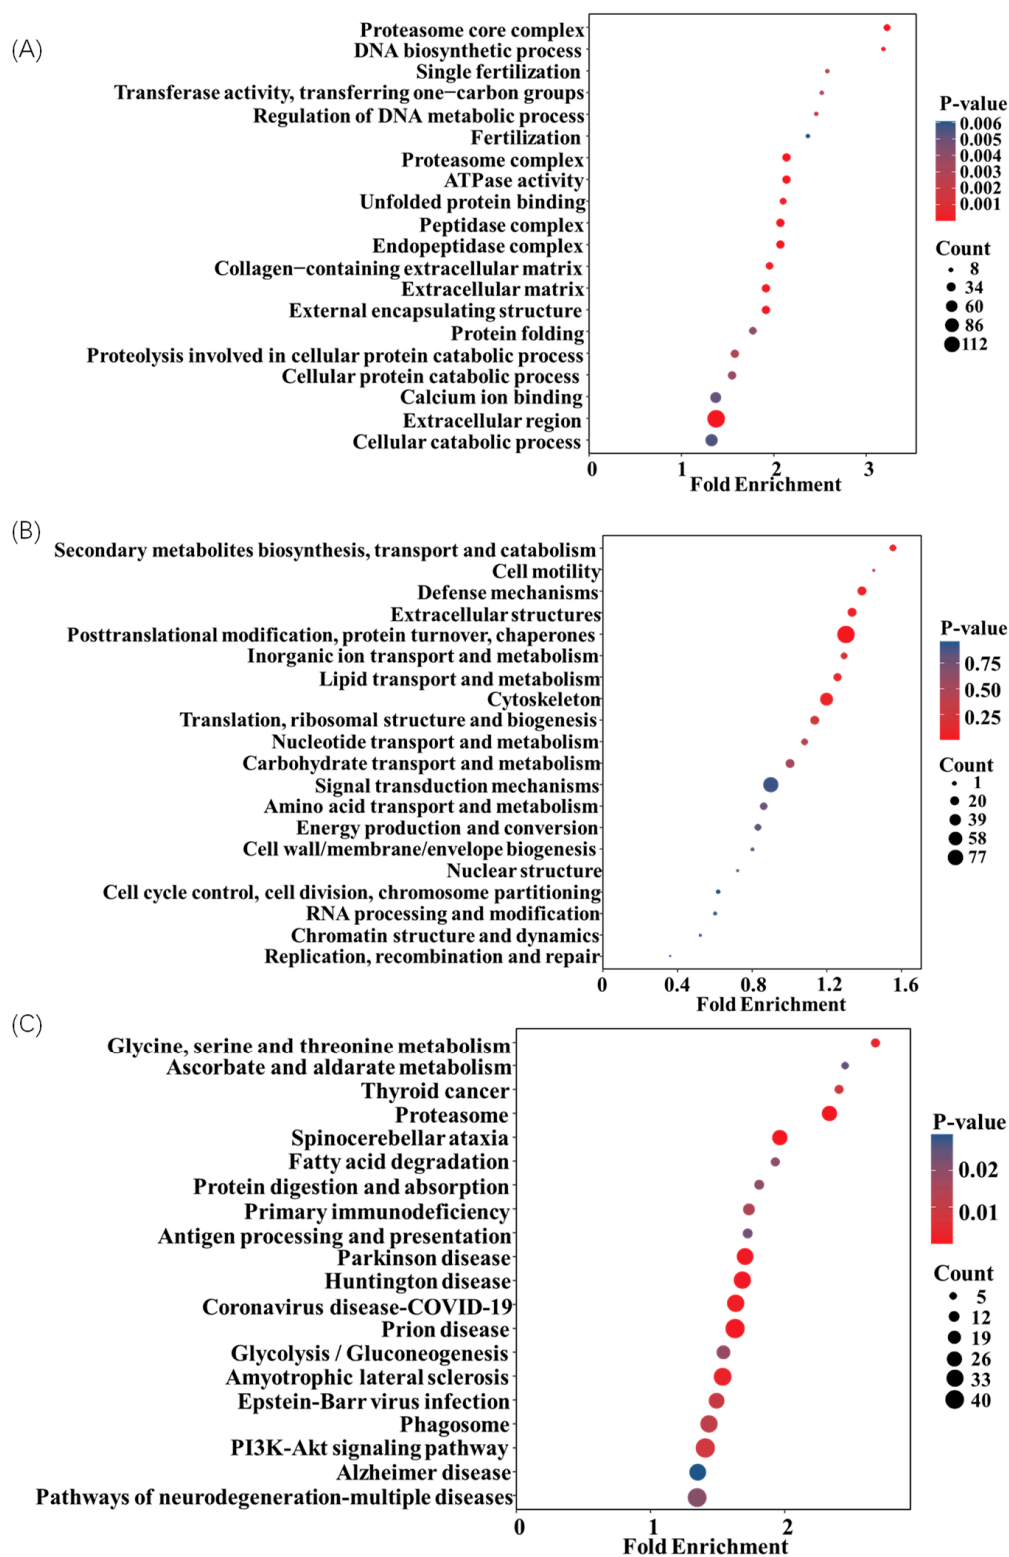 (A)
Proteasome core complex
DNA biosynthetic process
Single fertilization
Transferase activity, transferring one−carbon groups
Regulation of DNA metabolic process
Fertilization
Proteasome complex
ATPase activity
Unfolded protein binding
Peptidase complex
Endopeptidase complex
Collagen−containing extracellular matrix
Extracellular matrix
External encapsulating structure
Protein folding
Proteolysis involved in cellular protein catabolic process
Cellular protein catabolic process
Calcium ion binding
Extracellular region
Cellular catabolic process
0 1 2 3
Fold Enrichment
P-value
0.006
0.005
0.004
0.003
0.002
0.001
Count
8
34
60
86
112
(B)
Secondary metabolites biosynthesis, transport and catabolism
Cell motility
Defense mechanisms
Extracellular structures
Posttranslational modification, protein turnover, chaperones
Inorganic ion transport and metabolism
Lipid transport and metabolism
Cytoskeleton
Translation, ribosomal structure and biogenesis
Nucleotide transport and metabolism
Carbohydrate transport and metabolism
Signal transduction mechanisms
Amino acid transport and metabolism
Energy production and conversion
Cell wall/membrane/envelope biogenesis
Nuclear structure
Cell cycle control, cell division, chromosome partitioning
RNA processing and modification
Chromatin structure and dynamics
Replication, recombination and repair
0 0.4 0.8 1.2 1.6
Fold Enrichment
P-value
0.75
0.50
0.25
Count
1
20
39
58
77
(C)
Glycine, serine and threonine metabolism
Ascorbate and aldarate metabolism
Thyroid cancer
Proteasome
Spinocerebellar ataxia
Fatty acid degradation
Protein digestion and absorption
Primary immunodeficiency
Antigen processing and presentation
Parkinson disease
Huntington disease
Coronavirus disease-COVID-19
Prion disease
Glycolysis / Gluconeogenesis
Amyotrophic lateral sclerosis
Epstein-Barr virus infection
Phagosome
PI3K-Akt signaling pathway
Alzheimer disease
Pathways of neurodegeneration-multiple diseases
0 1 2
Fold Enrichment
P-value
0.02
0.01
Count
5
12
19
26
33
40